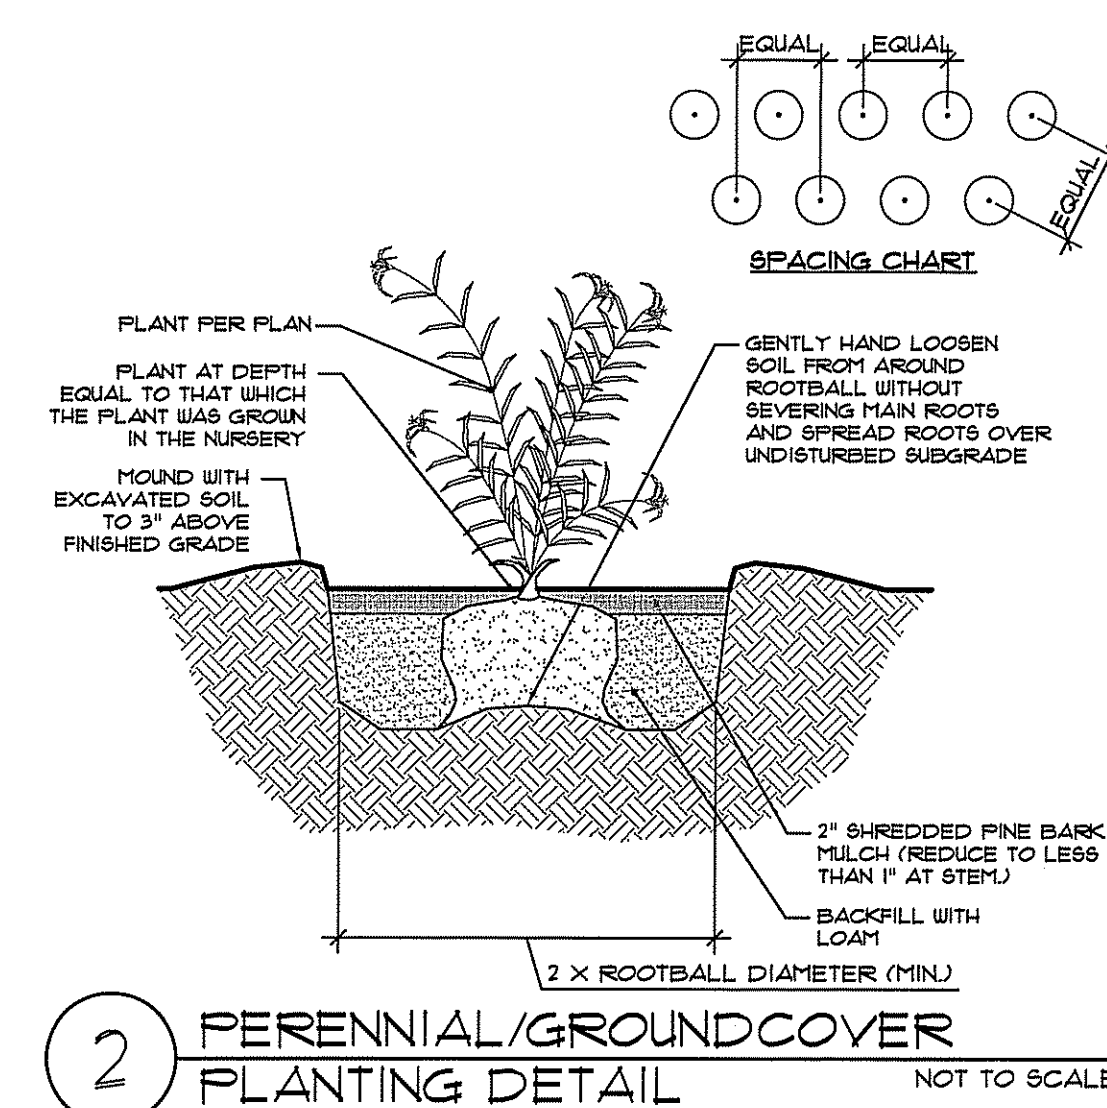 EQUAL
EQUAL
EQUAL
SPACING CHART
PLANT PER PLAN
PLANT AT DEPTH
EQUAL TO THAT WHICH
THE PLANT WAS GROWN
IN THE NURSERY
MOUND WITH
EXCAVATED SOIL
TO 3" ABOVE
FINISHED GRADE
GENTLY HAND LOOSEN
SOIL FROM AROUND
ROOTBALL WITHOUT
SEVERING MAIN ROOTS
AND SPREAD ROOTS OVER
UNDISTURBED SUBGRADE
2" SHREDDED PINE BARK
MULCH (REDUCE TO LESS
THAN 1" AT STEM.)
BACKFILL WITH
LOAM
2 X ROOTBALL DIAMETER (MIN.)
2
PERENNIAL/GROUNDCOVER
PLANTING DETAIL
NOT TO SCALE